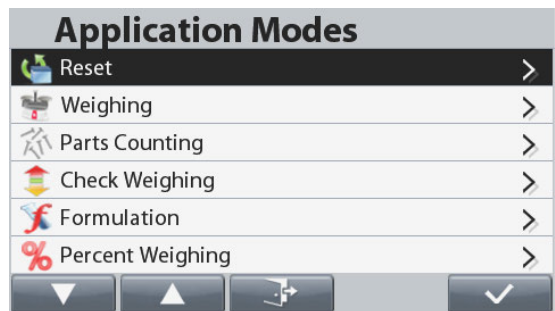 Application Modes
Reset
Weighing
Parts Counting
Check Weighing
Formulation
Percent Weighing